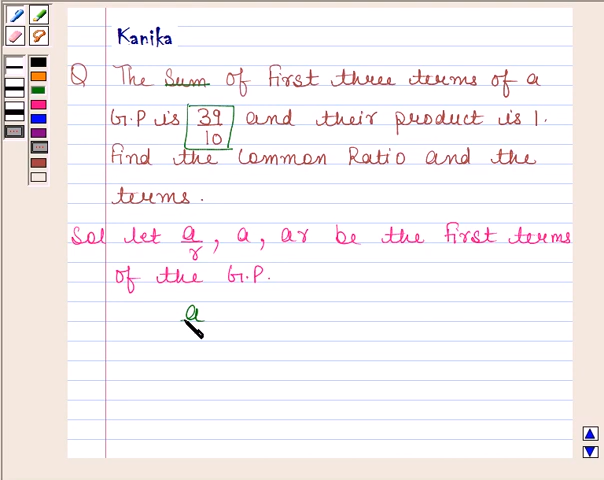 Kanika
Q The Sum of first three terms of a
G.P is 39/10 and their product is 1.
Find the Common Ratio and the
terms.
Sol let a/r, a, ar be the first terms
of the G.P.
a